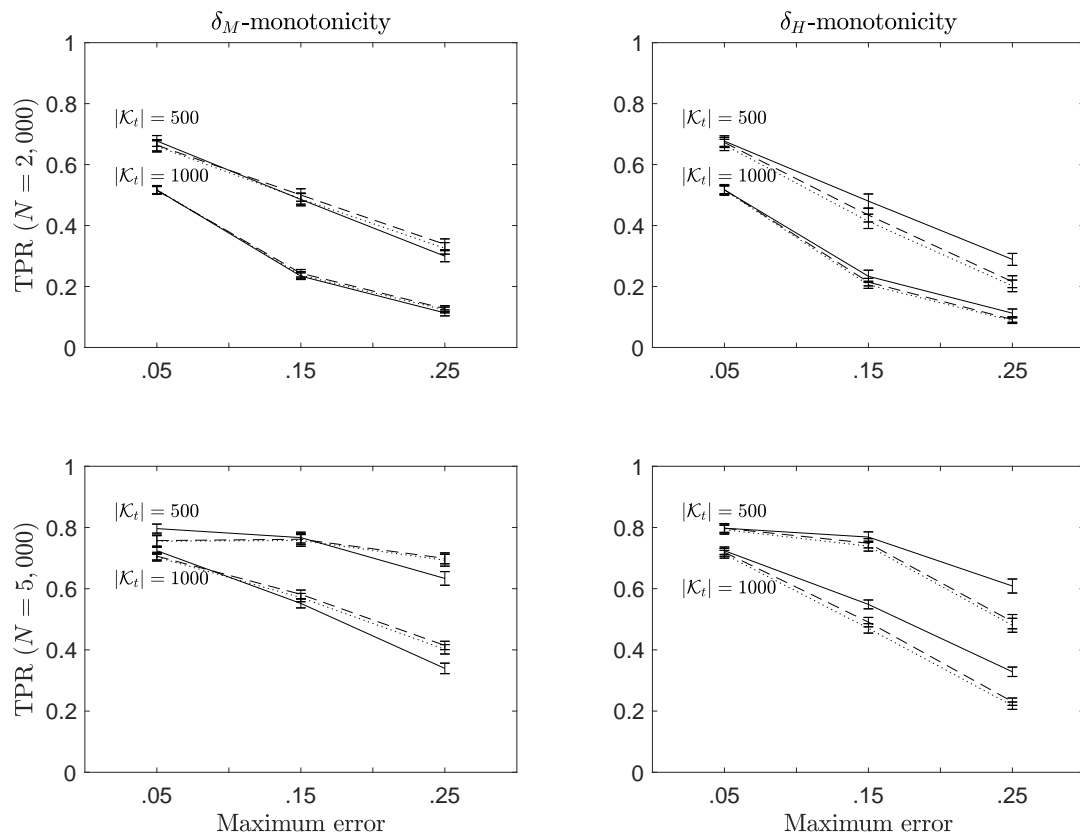 δ_M-monotonicity
δ_H-monotonicity
1
0.8
0.6
0.4
0.2
0
TPR (N = 2,000)
|𝒦_t| = 500
|𝒦_t| = 1000
.05 .15 .25
1
0.8
0.6
0.4
0.2
0
|𝒦_t| = 500
|𝒦_t| = 1000
.05 .15 .25
1
0.8
0.6
0.4
0.2
0
TPR (N = 5,000)
|𝒦_t| = 500
|𝒦_t| = 1000
.05 .15 .25
Maximum error
1
0.8
0.6
0.4
0.2
0
|𝒦_t| = 500
|𝒦_t| = 1000
.05 .15 .25
Maximum error